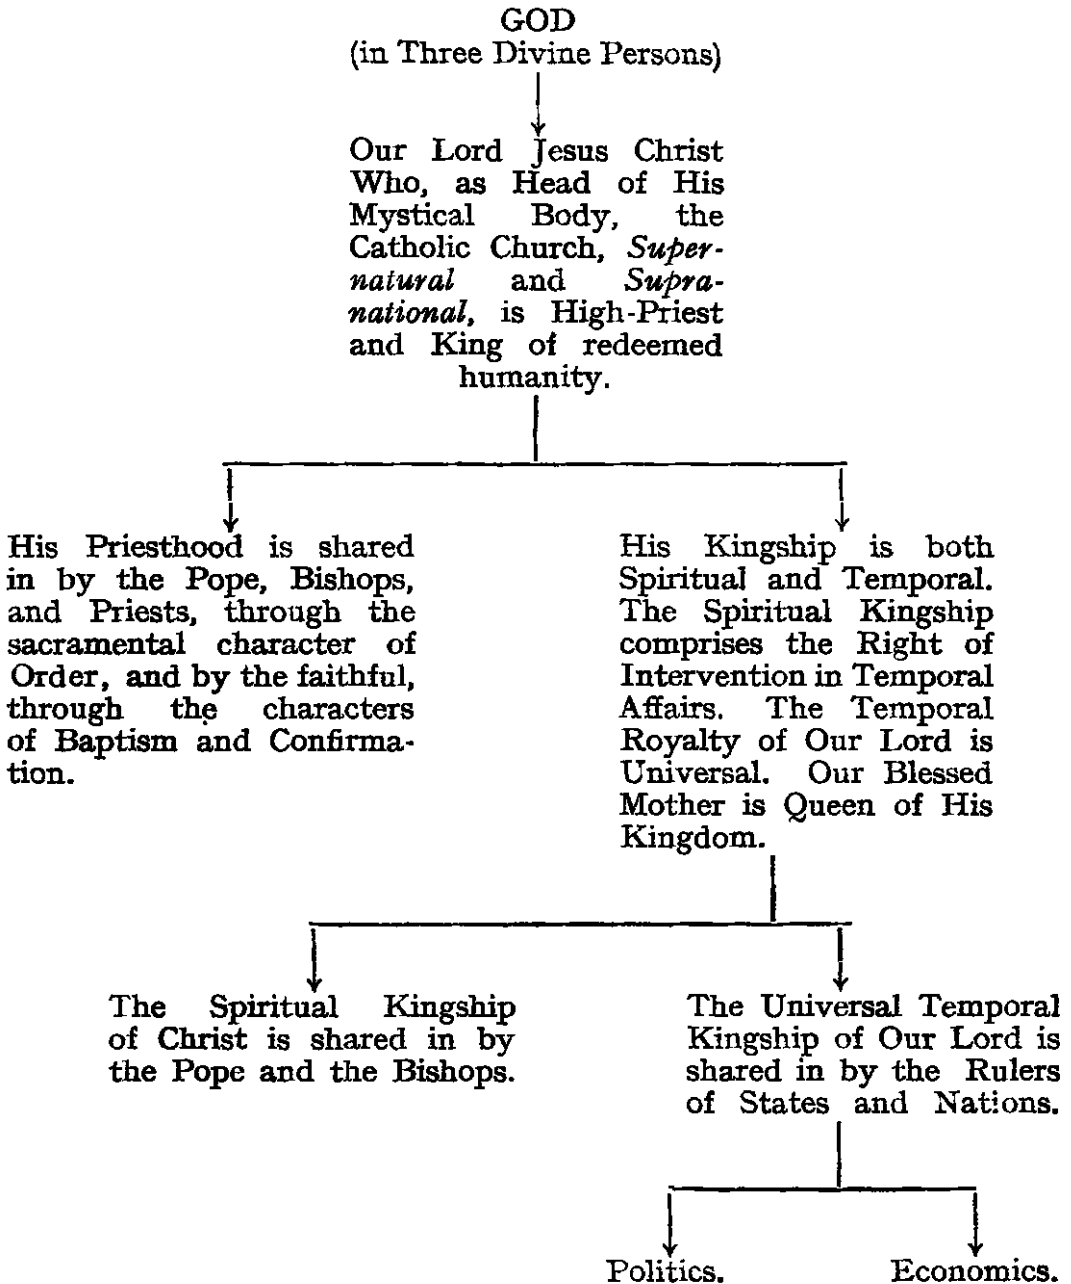 GOD
(in Three Divine Persons)
Our Lord Jesus Christ
Who, as Head of His
Mystical Body, the
Catholic Church, Super-
natural and Supra-
national, is High-Priest
and King of redeemed
humanity.
His Priesthood is shared
in by the Pope, Bishops,
and Priests, through the
sacramental character of
Order, and by the faithful,
through the characters
of Baptism and Confirma-
tion.
His Kingship is both
Spiritual and Temporal.
The Spiritual Kingship
comprises the Right of
Intervention in Temporal
Affairs. The Temporal
Royalty of Our Lord is
Universal. Our Blessed
Mother is Queen of His
Kingdom.
The Spiritual Kingship
of Christ is shared in by
the Pope and the Bishops.
The Universal Temporal
Kingship of Our Lord is
shared in by the Rulers
of States and Nations.
Politics.
Economics.